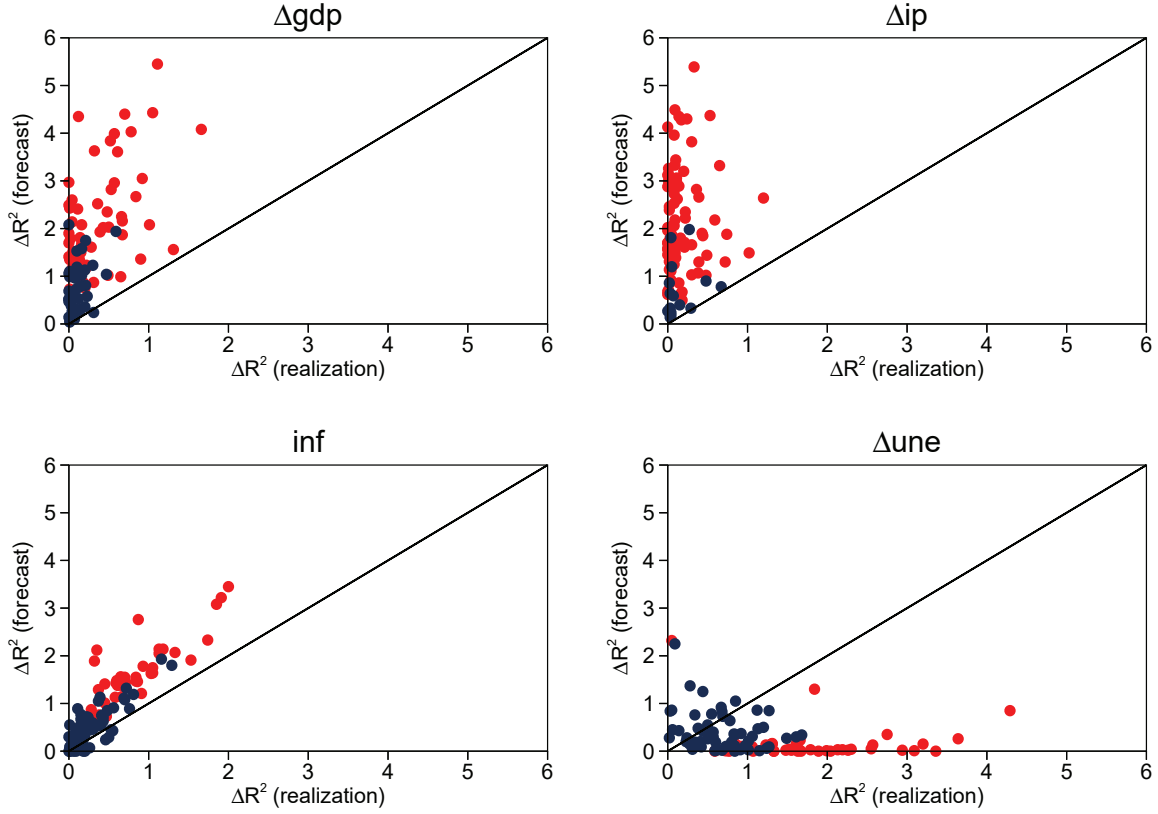 Δgdp
6
5
4
3
2
1
0
ΔR² (forecast)
0 1 2 3 4 5 6
ΔR² (realization)
Δip
6
5
4
3
2
1
0
ΔR² (forecast)
0 1 2 3 4 5 6
ΔR² (realization)
inf
6
5
4
3
2
1
0
ΔR² (forecast)
0 1 2 3 4 5 6
ΔR² (realization)
Δune
6
5
4
3
2
1
0
ΔR² (forecast)
0 1 2 3 4 5 6
ΔR² (realization)